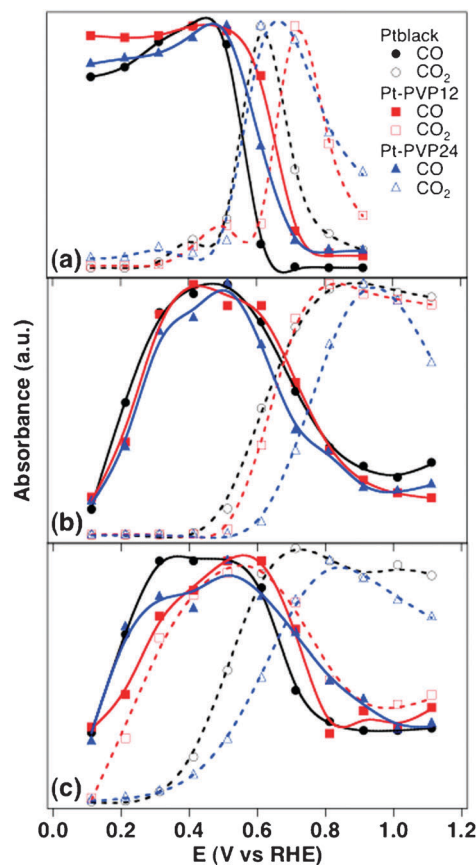 Ptblack
CO
CO2
Pt-PVP12
CO
CO2
Pt-PVP24
CO
CO2
(a)
Absorbance (a.u.)
(b)
(c)
0.0 0.2 0.4 0.6 0.8 1.0 1.2
E (V vs RHE)